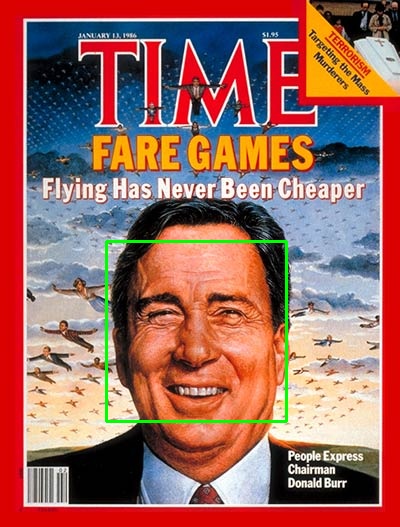 JANUARY 13, 1986
$1.95
TIME
TERRORISM
Targeting the Mass
Murderers
FARE GAMES
Flying Has Never Been Cheaper
People Express
Chairman
Donald Burr
02